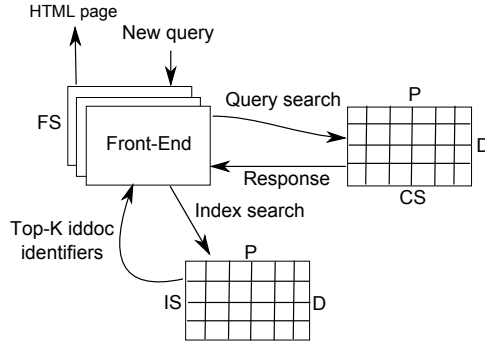 HTML page
New query
FS
Front-End
Query search
P
D
CS
Response
Index search
Top-K iddoc
identifiers
P
IS
D